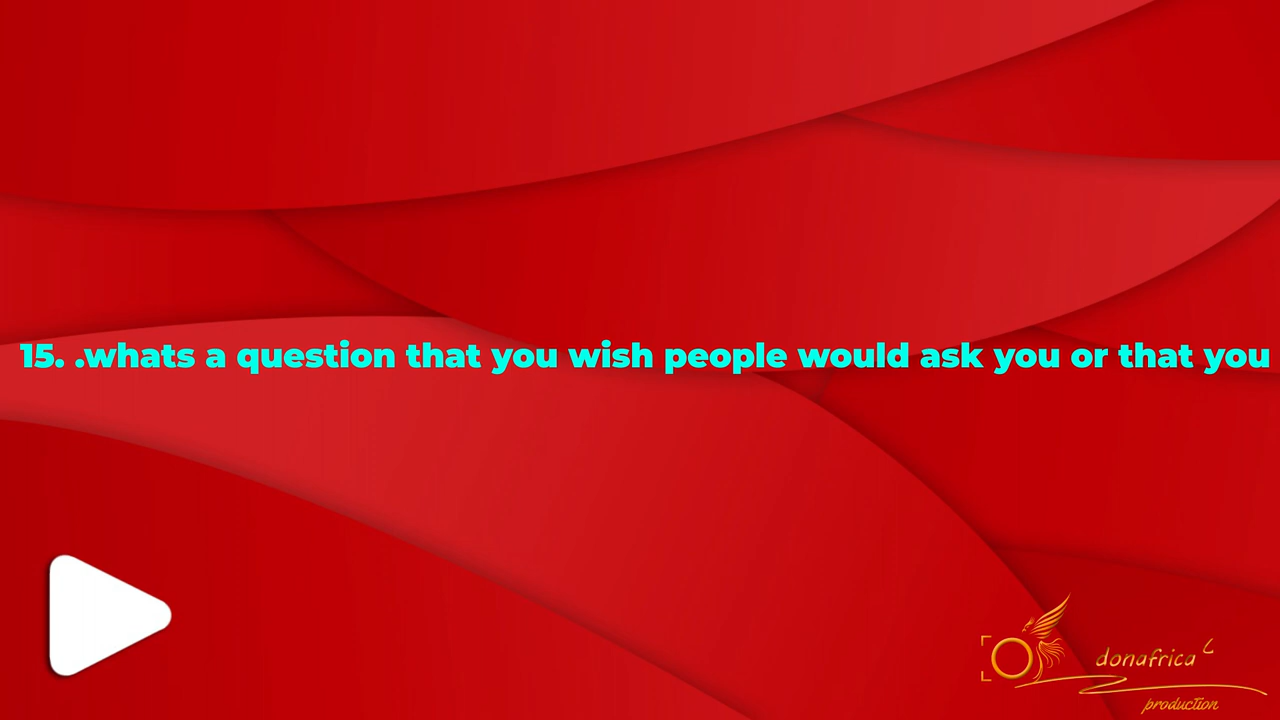 15. .whats a question that you wish people would ask you or that you
donafrica
production